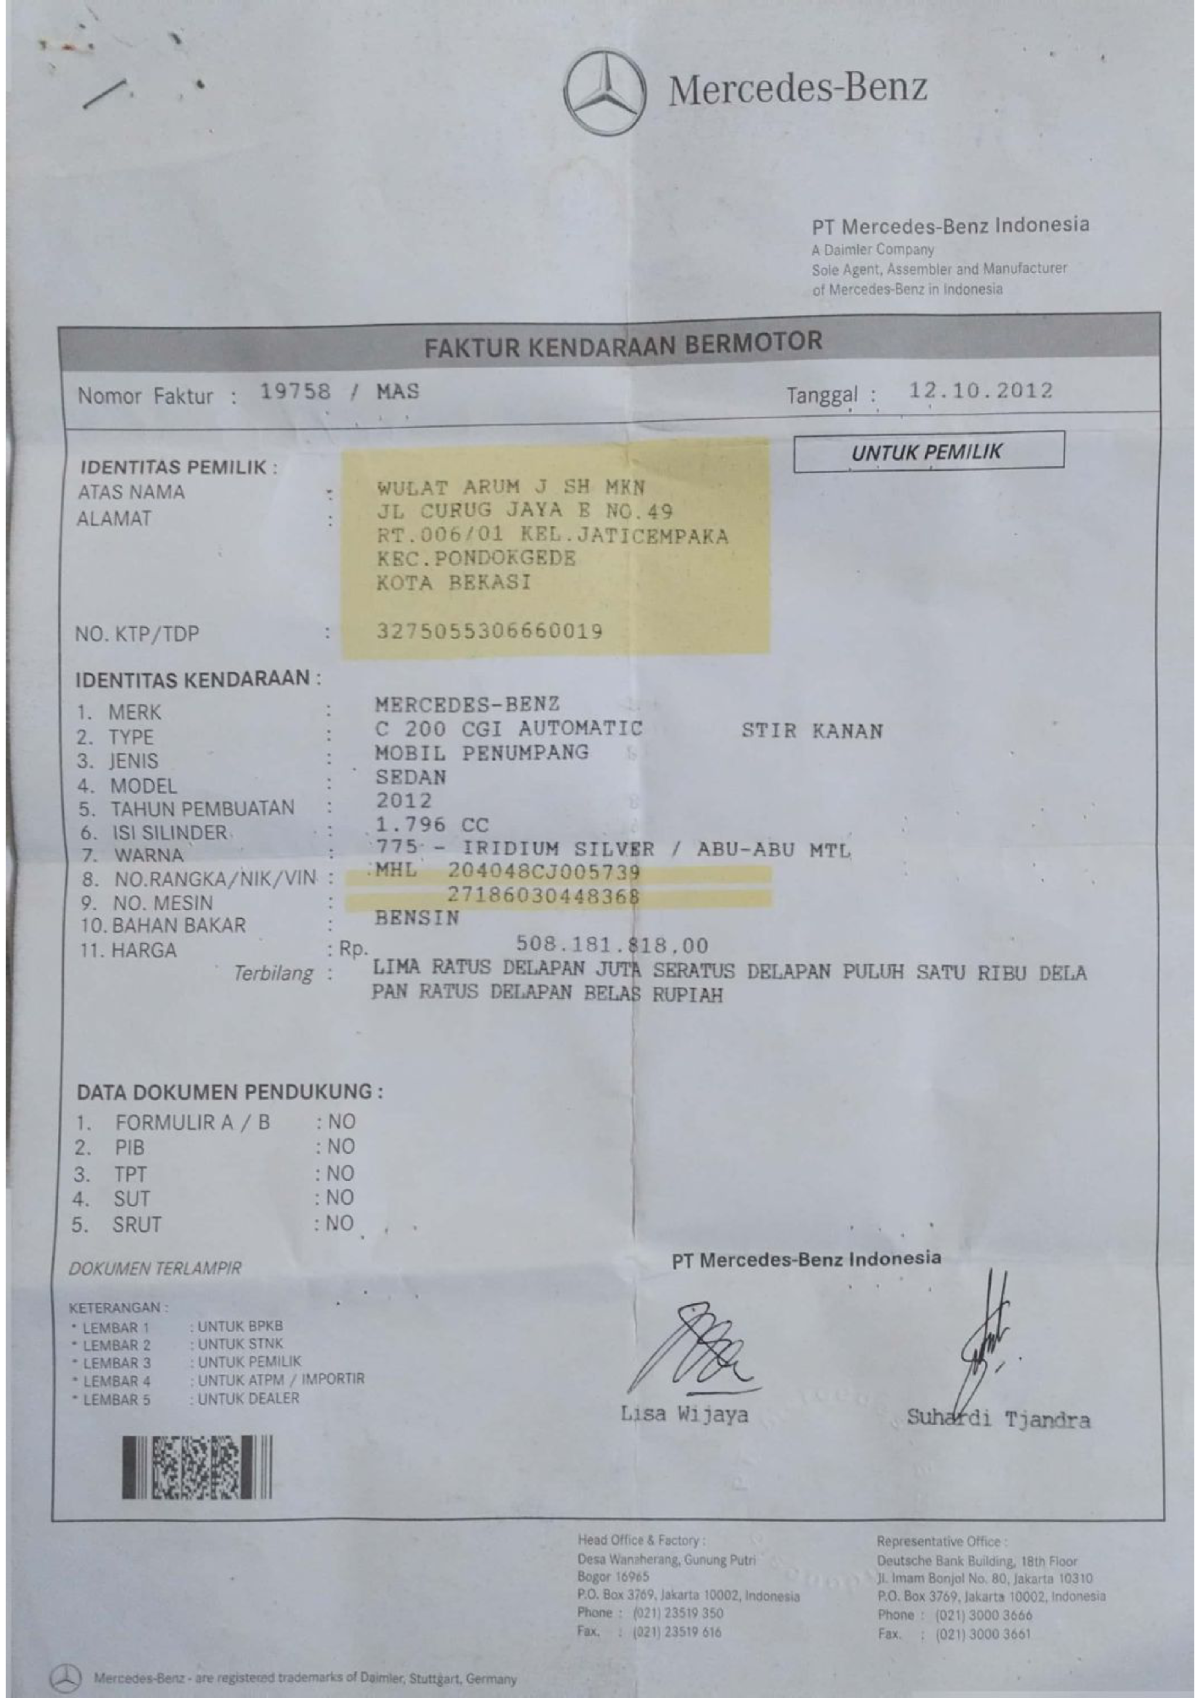 Mercedes-Benz
PT Mercedes-Benz Indonesia
A Daimler Company
Sole Agent, Assembler and Manufacturer
of Mercedes-Benz in Indonesia
FAKTUR KENDARAAN BERMOTOR
Nomor Faktur : 19758 / MAS Tanggal : 12.10.2012
UNTUK PEMILIK
IDENTITAS PEMILIK :
ATAS NAMA : WULAT ARUM J SH MKN
ALAMAT : JL CURUG JAYA E NO.49
RT.006/01 KEL.JATICEMPAKA
KEC.PONDOKGEDE
KOTA BEKASI
NO. KTP/TDP : 3275055306660019
IDENTITAS KENDARAAN :
1. MERK : MERCEDES-BENZ
2. TYPE : C 200 CGI AUTOMATIC STIR KANAN
3. JENIS : MOBIL PENUMPANG
4. MODEL : SEDAN
5. TAHUN PEMBUATAN : 2012
6. ISI SILINDER : 1.796 CC
7. WARNA : 775 - IRIDIUM SILVER / ABU-ABU MTL
8. NO.RANGKA/NIK/VIN : MHL 204048CJ005739
9. NO. MESIN : 27186030448368
10. BAHAN BAKAR : BENSIN
11. HARGA : Rp. 508.181.818.00
Terbilang : LIMA RATUS DELAPAN JUTA SERATUS DELAPAN PULUH SATU RIBU DELA
PAN RATUS DELAPAN BELAS RUPIAH
DATA DOKUMEN PENDUKUNG :
1. FORMULIR A / B : NO
2. PIB : NO
3. TPT : NO
4. SUT : NO
5. SRUT : NO
DOKUMEN TERLAMPIR
KETERANGAN :
* LEMBAR 1 : UNTUK BPKB
* LEMBAR 2 : UNTUK STNK
* LEMBAR 3 : UNTUK PEMILIK
* LEMBAR 4 : UNTUK ATPM / IMPORTIR
* LEMBAR 5 : UNTUK DEALER
PT Mercedes-Benz Indonesia
Lisa Wijaya Suhardi Tjandra
Head Office & Factory :
Desa Wanaherang, Gunung Putri
Bogor 16965
P.O. Box 3769, Jakarta 10002, Indonesia
Phone : (021) 23519 350
Fax. : (021) 23519 616
Representative Office :
Deutsche Bank Building, 18th Floor
Jl. Imam Bonjol No. 80, Jakarta 10310
P.O. Box 3769, Jakarta 10002, Indonesia
Phone : (021) 3000 3666
Fax. : (021) 3000 3661
Mercedes-Benz - are registered trademarks of Daimler, Stuttgart, Germany